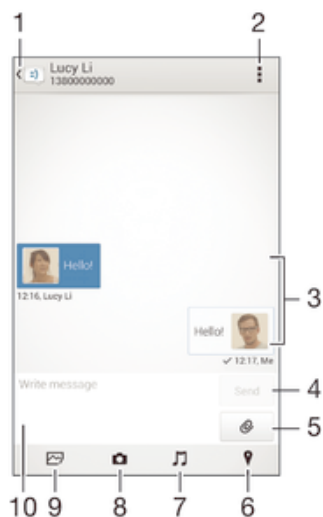 1
2
Lucy Li
13800000000
Hello!
12:16, Lucy Li
3
Hello!
12:17, Me
Write message
Send
4
5
10
9
8
7
6